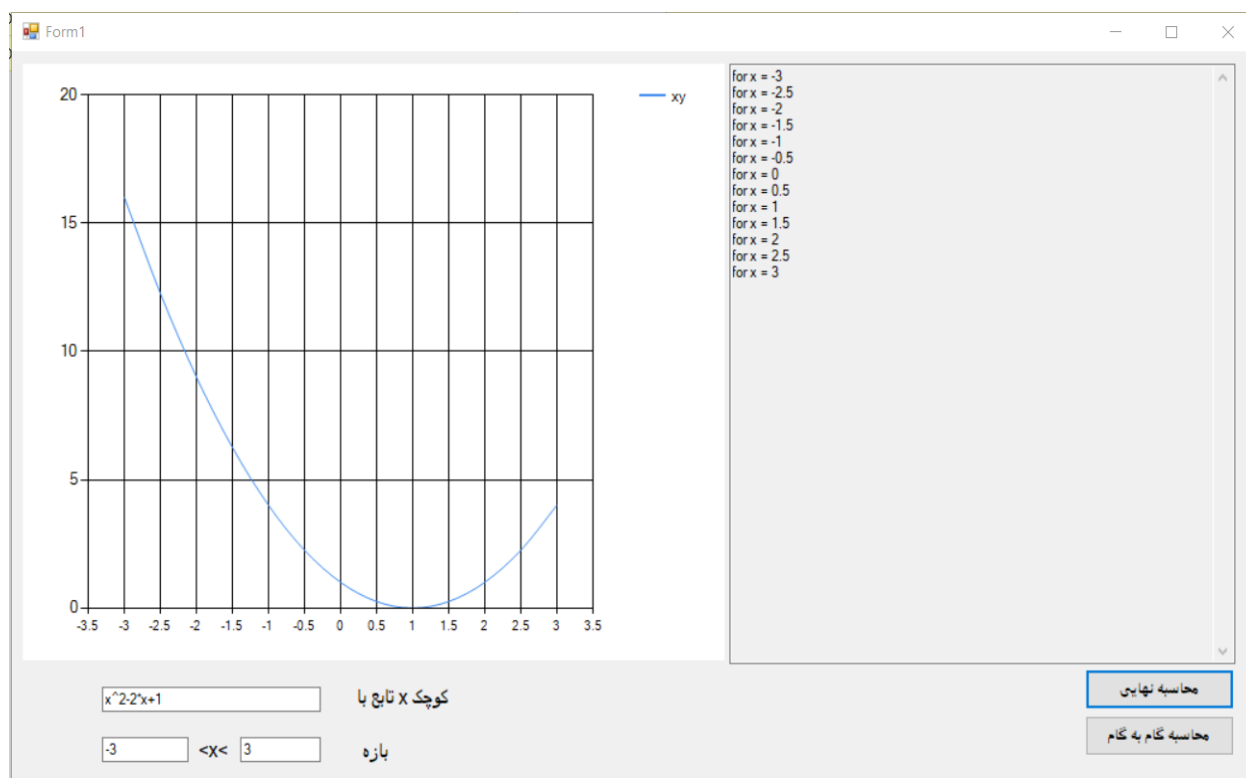 Form1
20
15
10
5
0
-3.5 -3 -2.5 -2 -1.5 -1 -0.5 0 0.5 1 1.5 2 2.5 3 3.5
xy
for x = -3
for x = -2.5
for x = -2
for x = -1.5
for x = -1
for x = -0.5
for x = 0
for x = 0.5
for x = 1
for x = 1.5
for x = 2
for x = 2.5
for x = 3
x^2-2*x+1
کوچک x تابع با
-3 <x< 3
بازه
محاسبه نهایی
محاسبه گام به گام